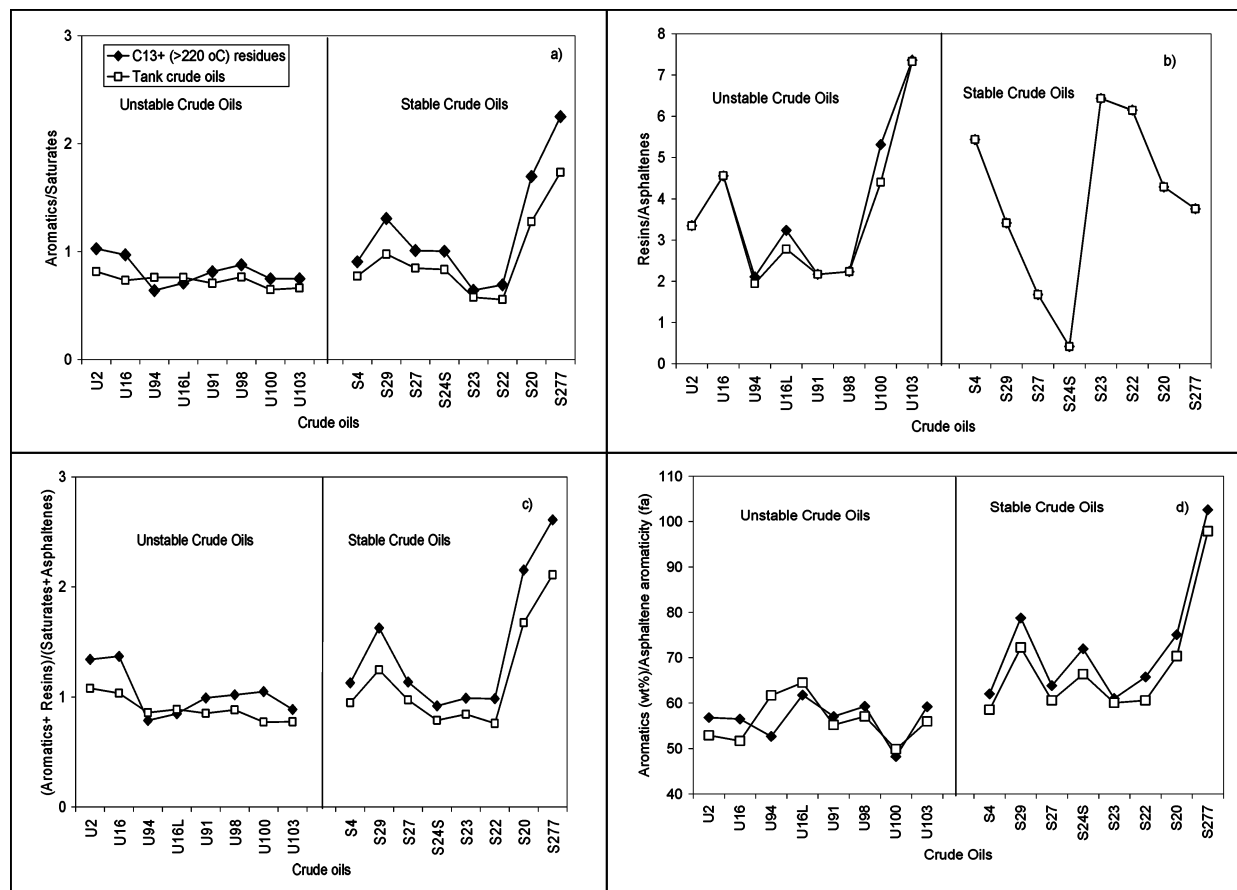 a)
3
2
1
0
Aromatics/Saturates
C13+ (>220 oC) residues
Tank crude oils
Unstable Crude Oils
Stable Crude Oils
U2
U16
U94
U16L
U91
U98
U100
U103
S4
S29
S27
S24S
S23
S22
S20
S277
Crude oils
b)
8
7
6
5
4
3
2
1
0
Resins/Asphaltenes
Unstable Crude Oils
Stable Crude Oils
U2
U16
U94
U16L
U91
U98
U100
U103
S4
S29
S27
S24S
S23
S22
S20
S277
Crude oils
c)
3
2
1
0
(Aromatics+ Resins)/(Saturates+Asphaltenes)
Unstable Crude Oils
Stable Crude Oils
U2
U16
U94
U16L
U91
U98
U100
U103
S4
S29
S27
S24S
S23
S22
S20
S277
Crude oils
d)
110
100
90
80
70
60
50
40
Aromatics (wt%)/Asphaltene aromaticity (fa)
Unstable Crude Oils
Stable Crude Oils
U2
U16
U94
U16L
U91
U98
U100
U103
S4
S29
S27
S24S
S23
S22
S20
S277
Crude Oils